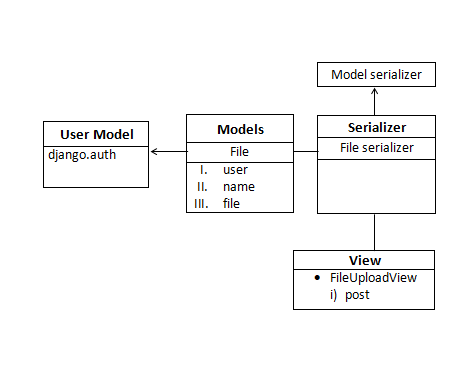 Model serializer
User Model
django.auth
Models
File
I. user
II. name
III. file
Serializer
File serializer
View
• FileUploadView
i) post